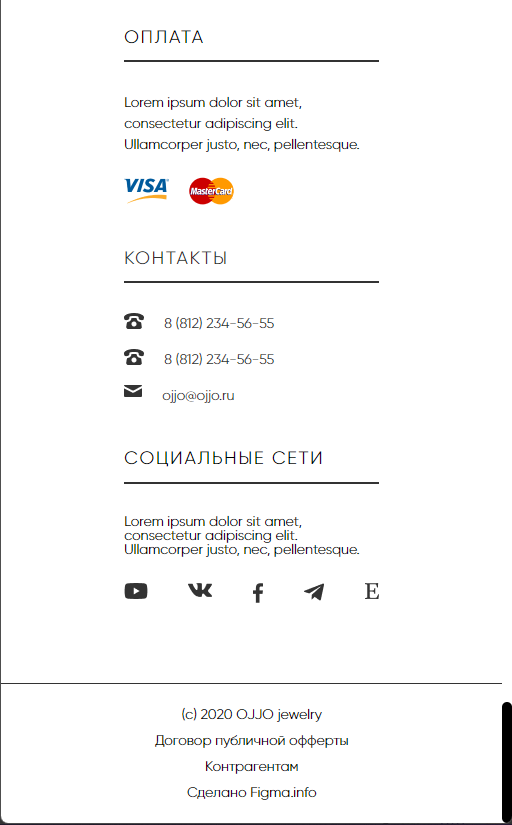 ОПЛАТА
Lorem ipsum dolor sit amet,
consectetur adipiscing elit.
Ullamcorper justo, nec, pellentesque.
VISA MasterCard
КОНТАКТЫ
8 (812) 234-56-55
8 (812) 234-56-55
ojjo@ojjo.ru
СОЦИАЛЬНЫЕ СЕТИ
Lorem ipsum dolor sit amet,
consectetur adipiscing elit.
Ullamcorper justo, nec, pellentesque.
E
(c) 2020 OJJO jewelry
Договор публичной офферты
Контрагентам
Сделано Figma.info